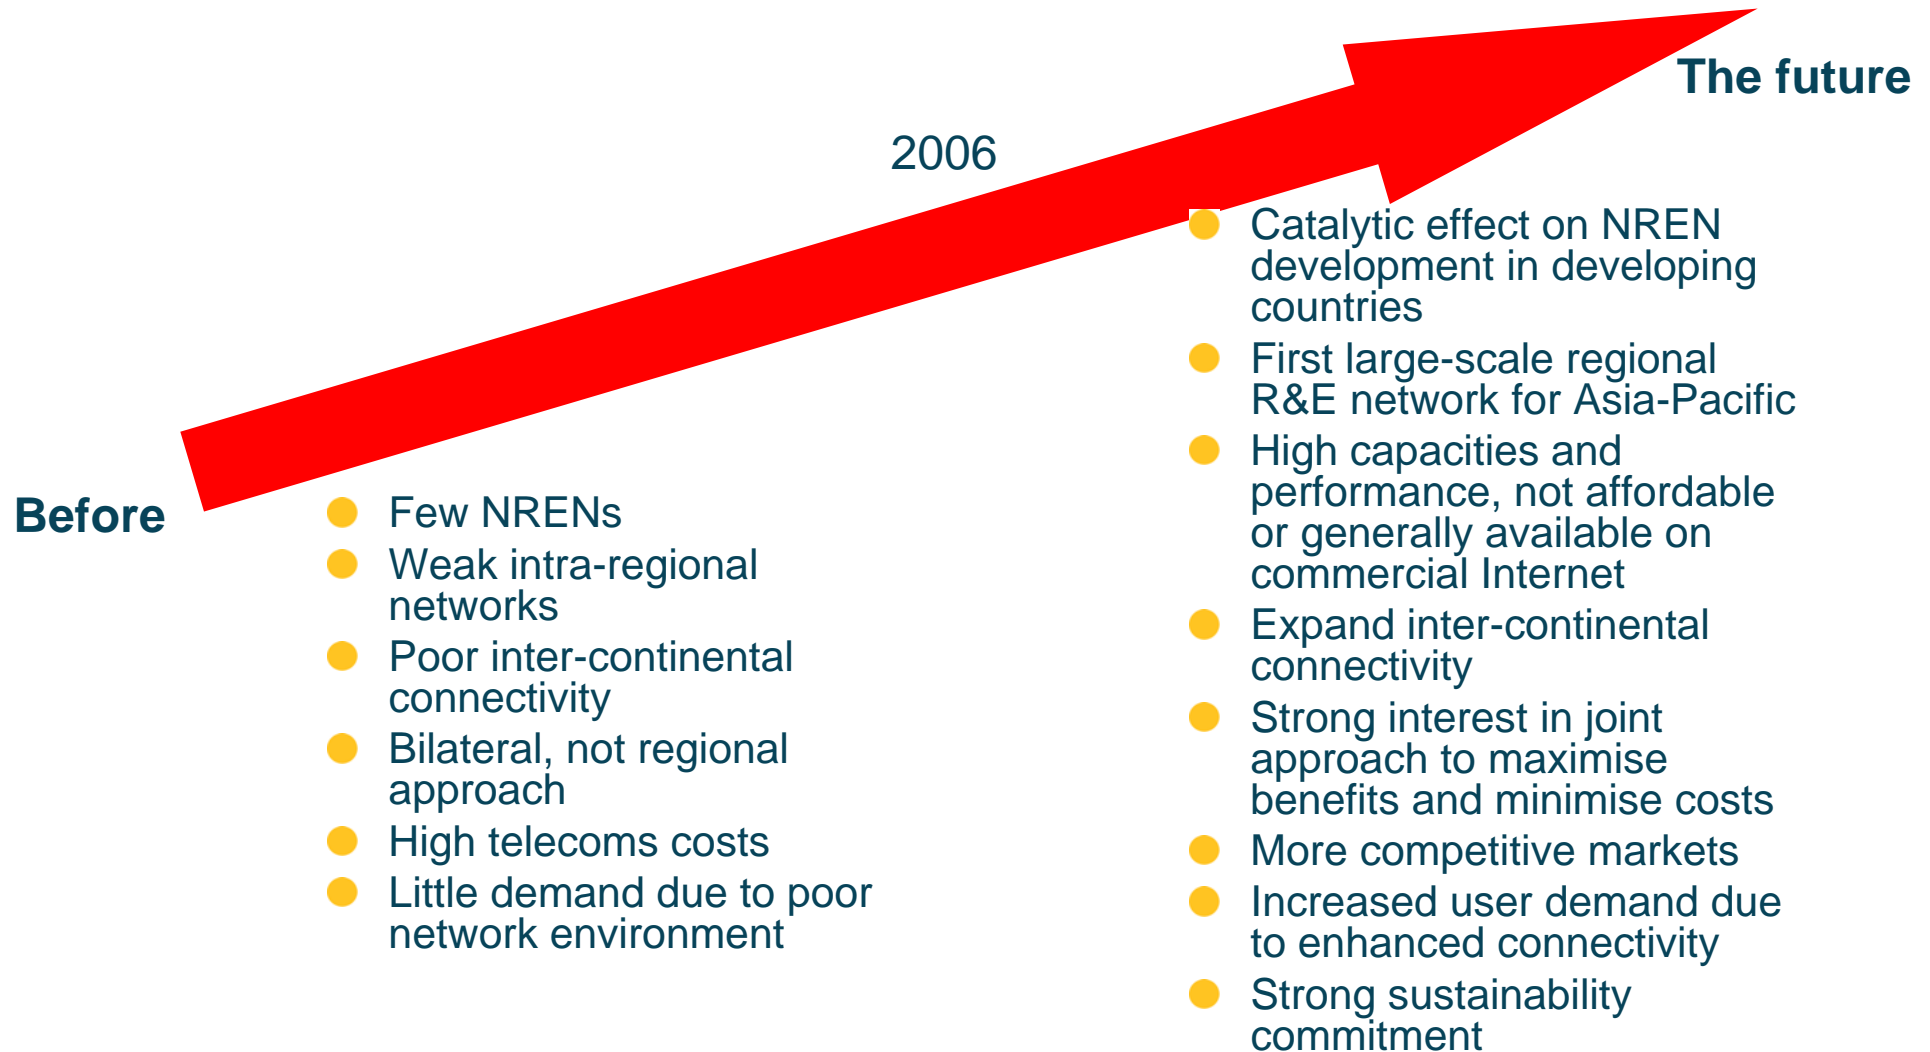 The future
2006
Before
Few NRENs
Weak intra-regional
networks
Poor inter-continental
connectivity
Bilateral, not regional
approach
High telecoms costs
Little demand due to poor
network environment
Catalytic effect on NREN
development in developing
countries
First large-scale regional
R&E network for Asia-Pacific
High capacities and
performance, not affordable
or generally available on
commercial Internet
Expand inter-continental
connectivity
Strong interest in joint
approach to maximise
benefits and minimise costs
More competitive markets
Increased user demand due
to enhanced connectivity
Strong sustainability
commitment